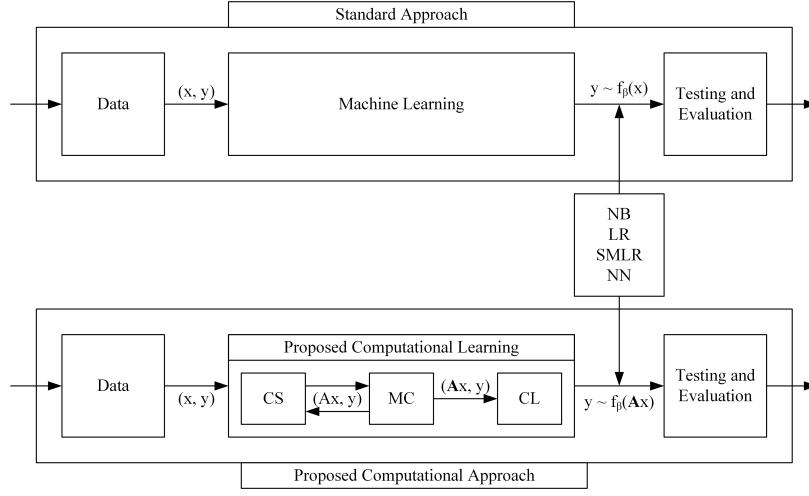 Standard Approach
Data
(x, y)
Machine Learning
y ~ fβ(x)
Testing and
Evaluation
NB
LR
SMLR
NN
Data
(x, y)
Proposed Computational Learning
CS
(Ax, y)
MC
(Ax, y)
CL
y ~ fβ(Ax)
Testing and
Evaluation
Proposed Computational Approach